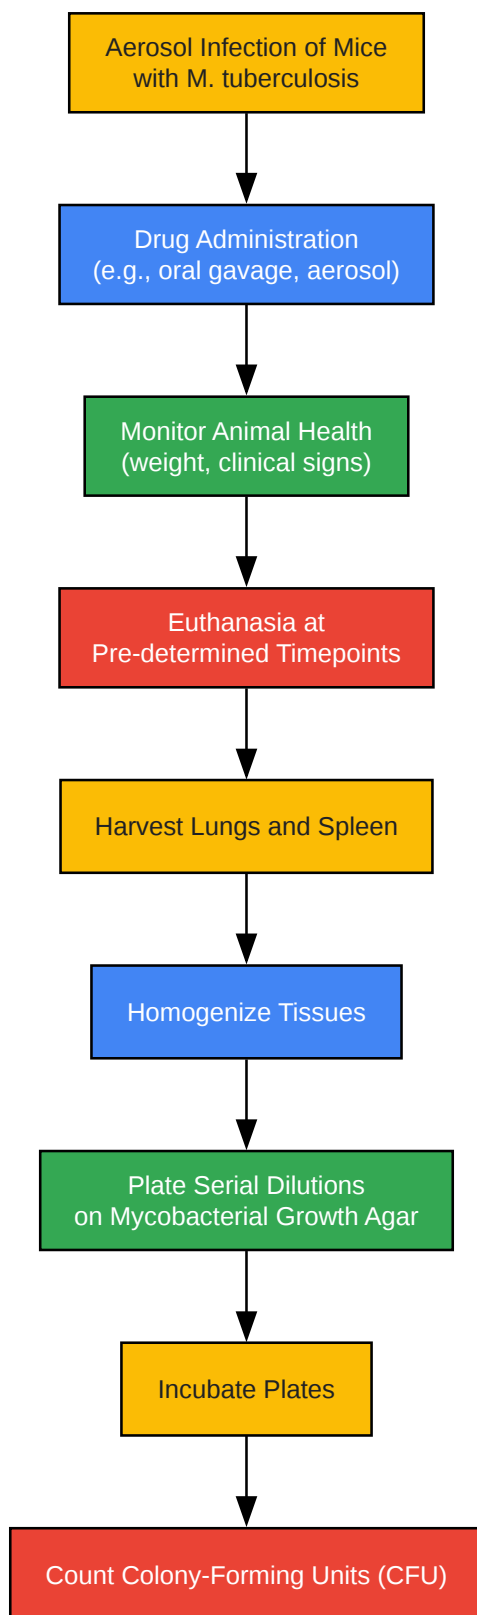 Aerosol Infection of Mice
with M. tuberculosis
Drug Administration
(e.g., oral gavage, aerosol)
Monitor Animal Health
(weight, clinical signs)
Euthanasia at
Pre-determined Timepoints
Harvest Lungs and Spleen
Homogenize Tissues
Plate Serial Dilutions
on Mycobacterial Growth Agar
Incubate Plates
Count Colony-Forming Units (CFU)